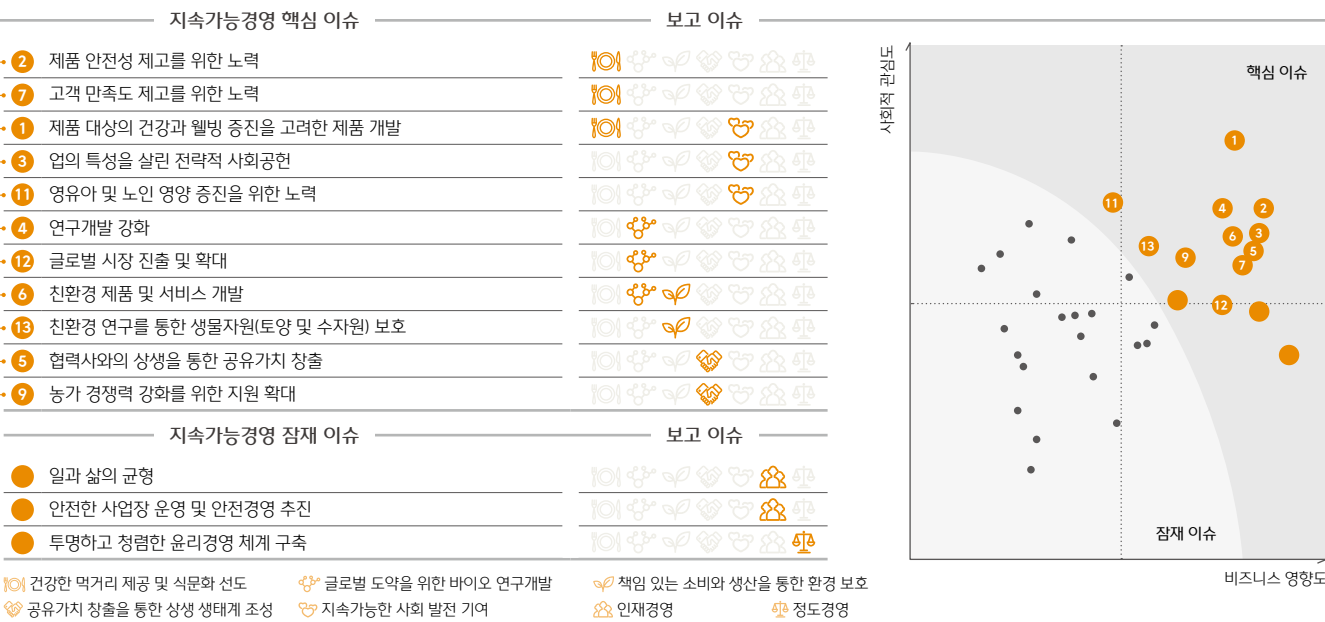 지속가능경영 핵심 이슈 보고 이슈
2 제품 안전성 제고를 위한 노력
7 고객 만족도 제고를 위한 노력
1 제품 대상의 건강과 웰빙 증진을 고려한 제품 개발
3 업의 특성을 살린 전략적 사회공헌
11 영유아 및 노인 영양 증진을 위한 노력
4 연구개발 강화
12 글로벌 시장 진출 및 확대
6 친환경 제품 및 서비스 개발
13 친환경 연구를 통한 생물자원(토양 및 수자원) 보호
5 협력사와의 상생을 통한 공유가치 창출
9 농가 경쟁력 강화를 위한 지원 확대
지속가능경영 잠재 이슈 보고 이슈
일과 삶의 균형
안전한 사업장 운영 및 안전경영 추진
투명하고 청렴한 윤리경영 체계 구축
건강한 먹거리 제공 및 식문화 선도 글로벌 도약을 위한 바이오 연구개발 책임 있는 소비와 생산을 통한 환경 보호
공유가치 창출을 통한 상생 생태계 조성 지속가능한 사회 발전 기여 인재경영 정도경영
사회적 관심도
핵심 이슈
1
11
4
2
6
3
13
5
9
7
12
잠재 이슈
비즈니스 영향도